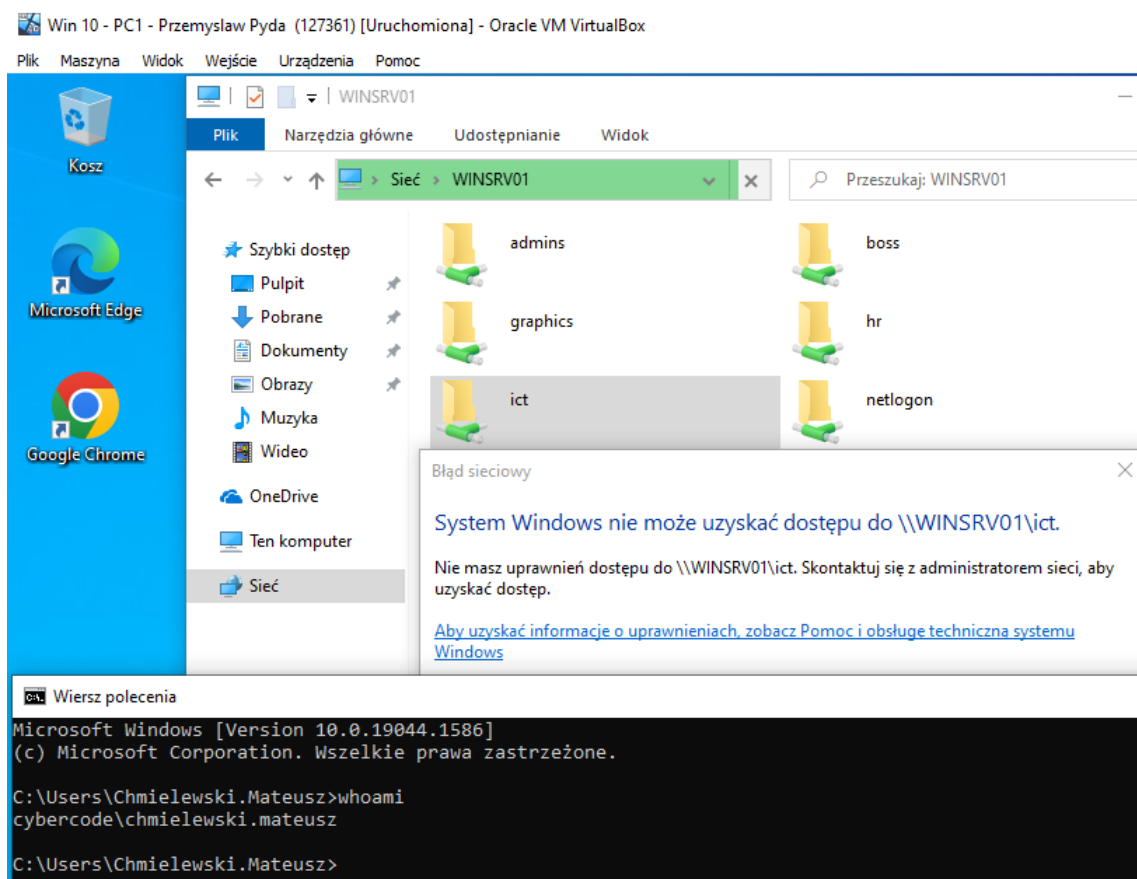 Win 10 - PC1 - Przemyslaw Pyda (127361) [Uruchomiona] - Oracle VM VirtualBox
Plik Maszyna Widok Wejście Urządzenia Pomoc
WINSRV01
Plik Narzędzia główne Udostępnianie Widok
Sieć WINSRV01
Przeszukaj: WINSRV01
Kosz
Microsoft Edge
Google Chrome
Szybki dostęp
Pulpit
Pobrane
Dokumenty
Obrazy
Muzyka
Wideo
OneDrive
Ten komputer
Sieć
admins boss
graphics hr
ict netlogon
Błąd sieciowy
System Windows nie może uzyskać dostępu do \\WINSRV01\ict.
Nie masz uprawnień dostępu do \\WINSRV01\ict. Skontaktuj się z administratorem sieci, aby
uzyskać dostęp.
Aby uzyskać informacje o uprawnieniach, zobacz Pomoc i obsługę techniczną systemu
Windows
Wiersz polecenia
Microsoft Windows [Version 10.0.19044.1586]
(c) Microsoft Corporation. Wszelkie prawa zastrzeżone.
C:\Users\Chmielewski.Mateusz>whoami
cybercode\chmielewski.mateusz
C:\Users\Chmielewski.Mateusz>